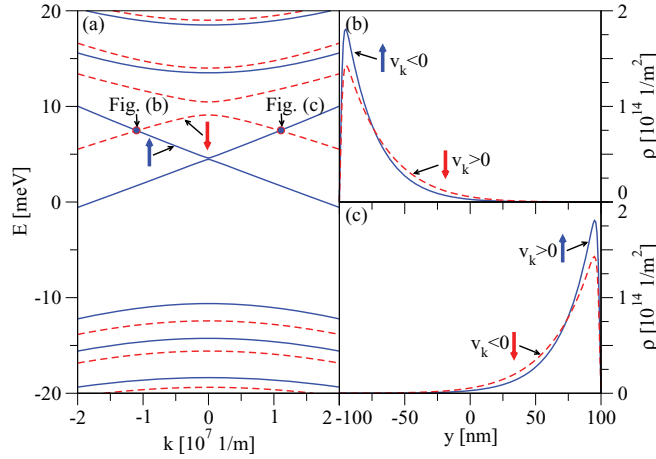 (a)
Fig. (b)
Fig. (c)
E [meV]
20
10
0
-10
-20
-2
-1
0
1
2
k [10^7 1/m]
(b)
v_k<0
v_k>0
2
1
0
ρ [10^14 1/m^2]
(c)
v_k>0
v_k<0
2
1
0
ρ [10^14 1/m^2]
-100
-50
0
50
100
y [nm]